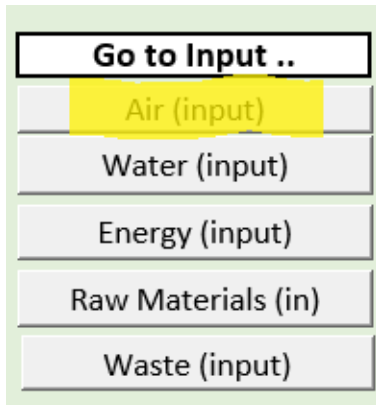 Go to Input ..
Air (input)
Water (input)
Energy (input)
Raw Materials (in)
Waste (input)